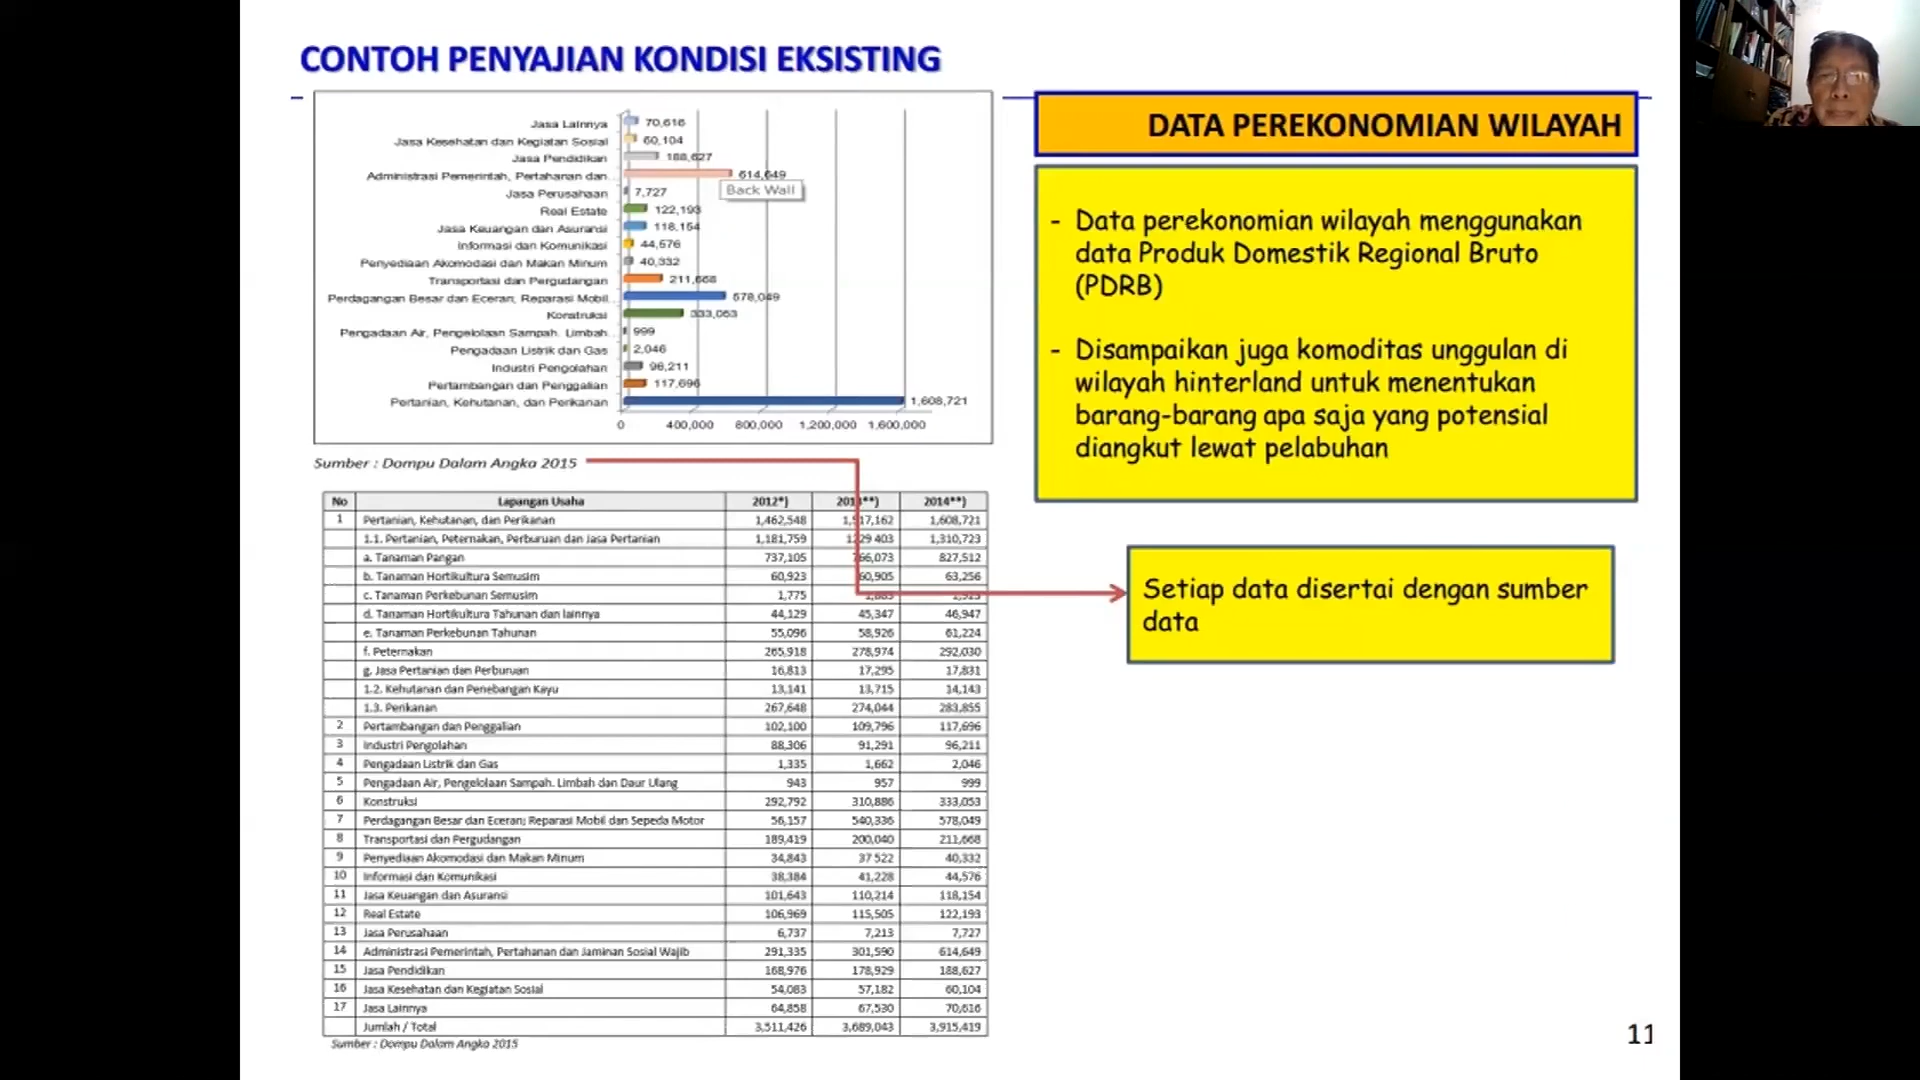 CONTOH PENYAJIAN KONDISI EKSISTING
Jasa Lainnya 70,616
Jasa Kesehatan dan Kegiatan Sosial 60,104
Jasa Pendidikan 188,627
Administrasi Pemerintah, Pertahanan dan... 614,649
Back Wall
Jasa Perusahaan 7,727
Real Estate 122,193
Jasa Keuangan dan Asuransi 118,154
Informasi dan Komunikasi 44,576
Penyediaan Akomodasi dan Makan Minum 40,332
Transportasi dan Pergudangan 211,668
Perdagangan Besar dan Eceran; Reparasi Mobil... 578,049
Konstruksi 333,053
Pengadaan Air, Pengelolaan Sampah. Limbah... 999
Pengadaan Listrik dan Gas 2,046
Industri Pengolahan 96,211
Pertambangan dan Penggalian 117,696
Pertanian, Kehutanan, dan Perikanan 1,608,721
0 400,000 800,000 1,200,000 1,600,000
Sumber : Dompu Dalam Angka 2015
No Lapangan Usaha 2012*) 2013**) 2014**)
1 Pertanian, Kehutanan, dan Perikanan 1,462,548 1,517,162 1,608,721
1.1. Pertanian, Peternakan, Perburuan dan Jasa Pertanian 1,181,759 1229 403 1,310,723
a. Tanaman Pangan 737,105 766,073 827,512
b. Tanaman Hortikultura Semusim 60,923 60,905 63,256
c. Tanaman Perkebunan Semusim 1,775
d. Tanaman Hortikultura Tahunan dan lainnya 44,129 45,347 46,947
e. Tanaman Perkebunan Tahunan 55,096 58,926 61,224
f. Peternakan 265,918 278,974 292,030
g. Jasa Pertanian dan Perburuan 16,813 17,295 17,831
1.2. Kehutanan dan Penebangan Kayu 13,141 13,715 14,143
1.3. Perikanan 267,648 274,044 283,855
2 Pertambangan dan Penggalian 102,100 109,796 117,696
3 Industri Pengolahan 88,306 91,291 96,211
4 Pengadaan Listrik dan Gas 1,335 1,662 2,046
5 Pengadaan Air, Pengelolaan Sampah. Limbah dan Daur Ulang 943 957 999
6 Konstruksi 292,792 310,886 333,053
7 Perdagangan Besar dan Eceran; Reparasi Mobil dan Sepeda Motor 56,157 540,336 578,049
8 Transportasi dan Pergudangan 189,419 200,040 211,668
9 Penyediaan Akomodasi dan Makan Minum 34,843 37 522 40,332
10 Informasi dan Komunikasi 38,384 41,228 44,576
11 Jasa Keuangan dan Asuransi 101,643 110,214 118,154
12 Real Estate 106,969 115,505 122,193
13 Jasa Perusahaan 6,737 7,213 7,727
14 Administrasi Pemerintah, Pertahanan dan Jaminan Sosial Wajib 291,335 301,590 614,649
15 Jasa Pendidikan 168,976 178,929 188,627
16 Jasa Kesehatan dan Kegiatan Sosial 54,083 57,182 60,104
17 Jasa Lainnya 64,858 67,530 70,616
Jumlah / Total 3,511,426 3,689,043 3,915,419
Sumber : Dompu Dalam Angka 2015
DATA PEREKONOMIAN WILAYAH
- Data perekonomian wilayah menggunakan
data Produk Domestik Regional Bruto
(PDRB)
- Disampaikan juga komoditas unggulan di
wilayah hinterland untuk menentukan
barang-barang apa saja yang potensial
diangkut lewat pelabuhan
Setiap data disertai dengan sumber
data
11